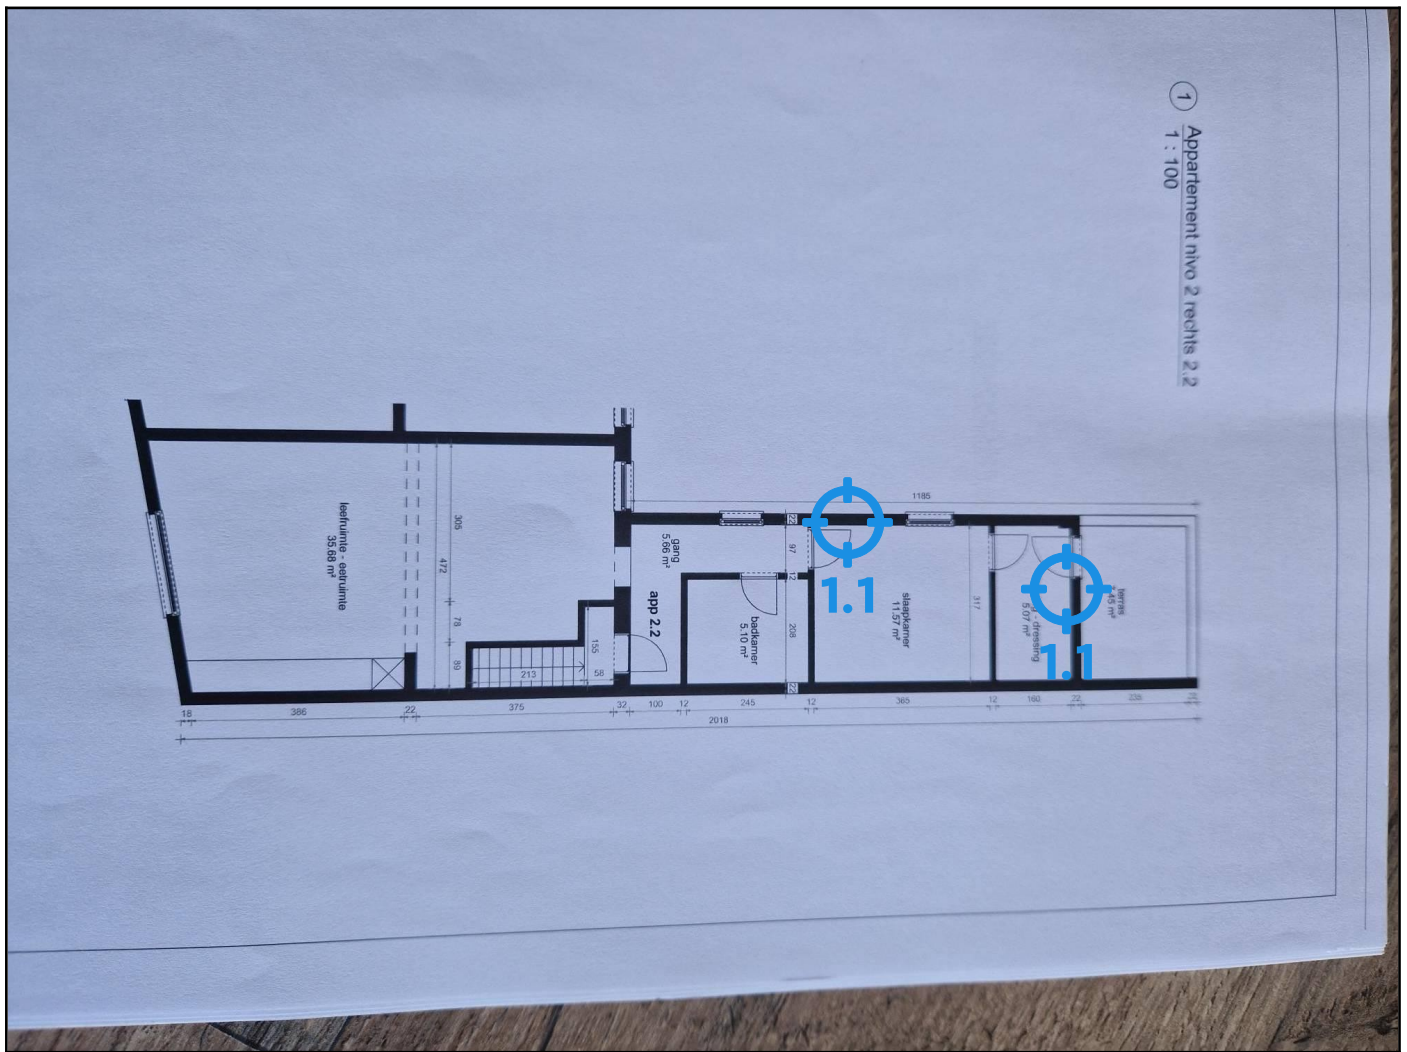 1 Appartement nivo 2 rechts 2.2
1 : 100
1185
leefruimte - eetruimte
35.68 m²
305
472
78
89
gang
5.66 m²
app 2.2
badkamer
5.10 m²
22
97
12
208
22
155
58
213
slaapkamer
11.57 m²
317
dressing
5.07 m²
terras
1.1
1.1
18
386
22
375
32
100
12
245
12
365
12
160
22
235
2018